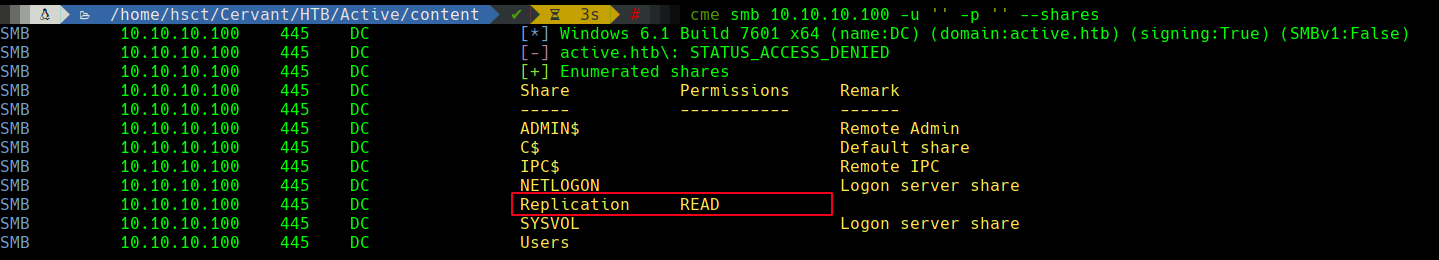 /home/hsct/Cervant/HTB/Active/content ✔ 3s # cme smb 10.10.10.100 -u '' -p '' --shares
SMB 10.10.10.100 445 DC [*] Windows 6.1 Build 7601 x64 (name:DC) (domain:active.htb) (signing:True) (SMBv1:False)
SMB 10.10.10.100 445 DC [-] active.htb\: STATUS_ACCESS_DENIED
SMB 10.10.10.100 445 DC [+] Enumerated shares
SMB 10.10.10.100 445 DC Share Permissions Remark
SMB 10.10.10.100 445 DC ----- ----------- ------
SMB 10.10.10.100 445 DC ADMIN$ Remote Admin
SMB 10.10.10.100 445 DC C$ Default share
SMB 10.10.10.100 445 DC IPC$ Remote IPC
SMB 10.10.10.100 445 DC NETLOGON Logon server share
SMB 10.10.10.100 445 DC Replication READ
SMB 10.10.10.100 445 DC SYSVOL Logon server share
SMB 10.10.10.100 445 DC Users